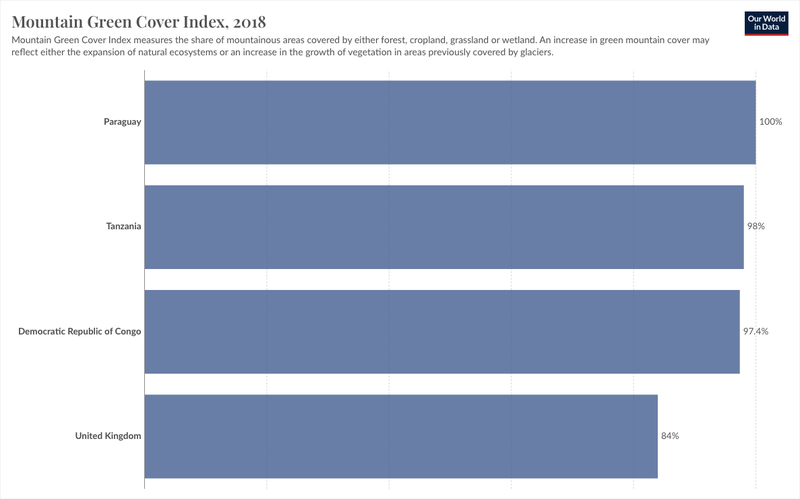 Mountain Green Cover Index, 2018
Our World
in Data
Mountain Green Cover Index measures the share of mountainous areas covered by either forest, cropland, grassland or wetland. An increase in green mountain cover may
reflect either the expansion of natural ecosystems or an increase in the growth of vegetation in areas previously covered by glaciers.
Paraguay 100%
Tanzania 98%
Democratic Republic of Congo 97.4%
United Kingdom 84%